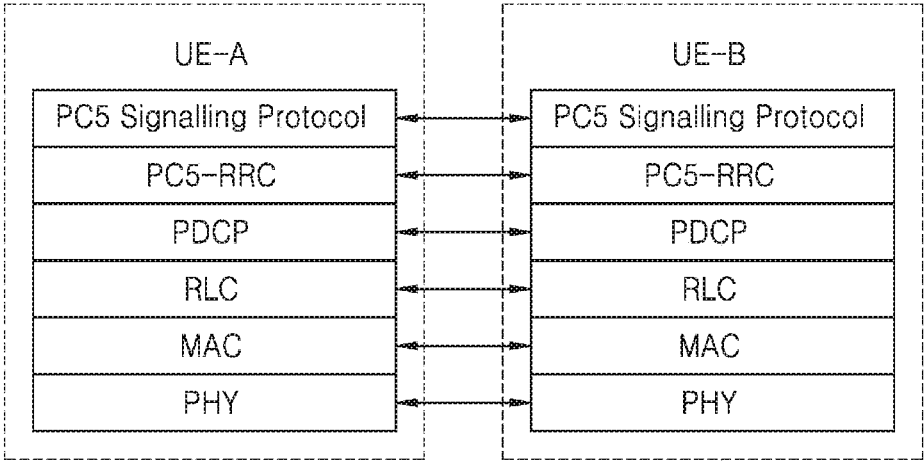 UE-A
PC5 Signalling Protocol
PC5-RRC
PDCP
RLC
MAC
PHY
UE-B
PC5 Signalling Protocol
PC5-RRC
PDCP
RLC
MAC
PHY